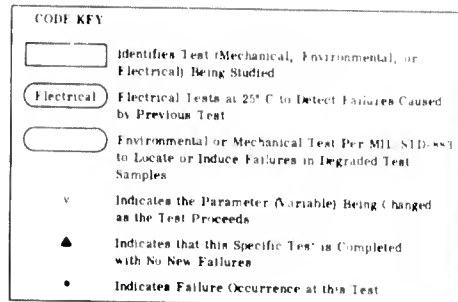 CODE KEY
Identifies Test (Mechanical, Environmental, or
Electrical) Being Studied
Electrical
Electrical Tests at 25° C to Detect Failures Caused
by Previous Test
Environmental or Mechanical Test Per MIL-STD-883
to Locate or Induce Failures in Degraded Test
Samples
v
Indicates the Parameter (Variable) Being Changed
as the Test Proceeds
▲
Indicates that this Specific Test is Completed
with No New Failures
•
Indicates Failure Occurrence at this Test